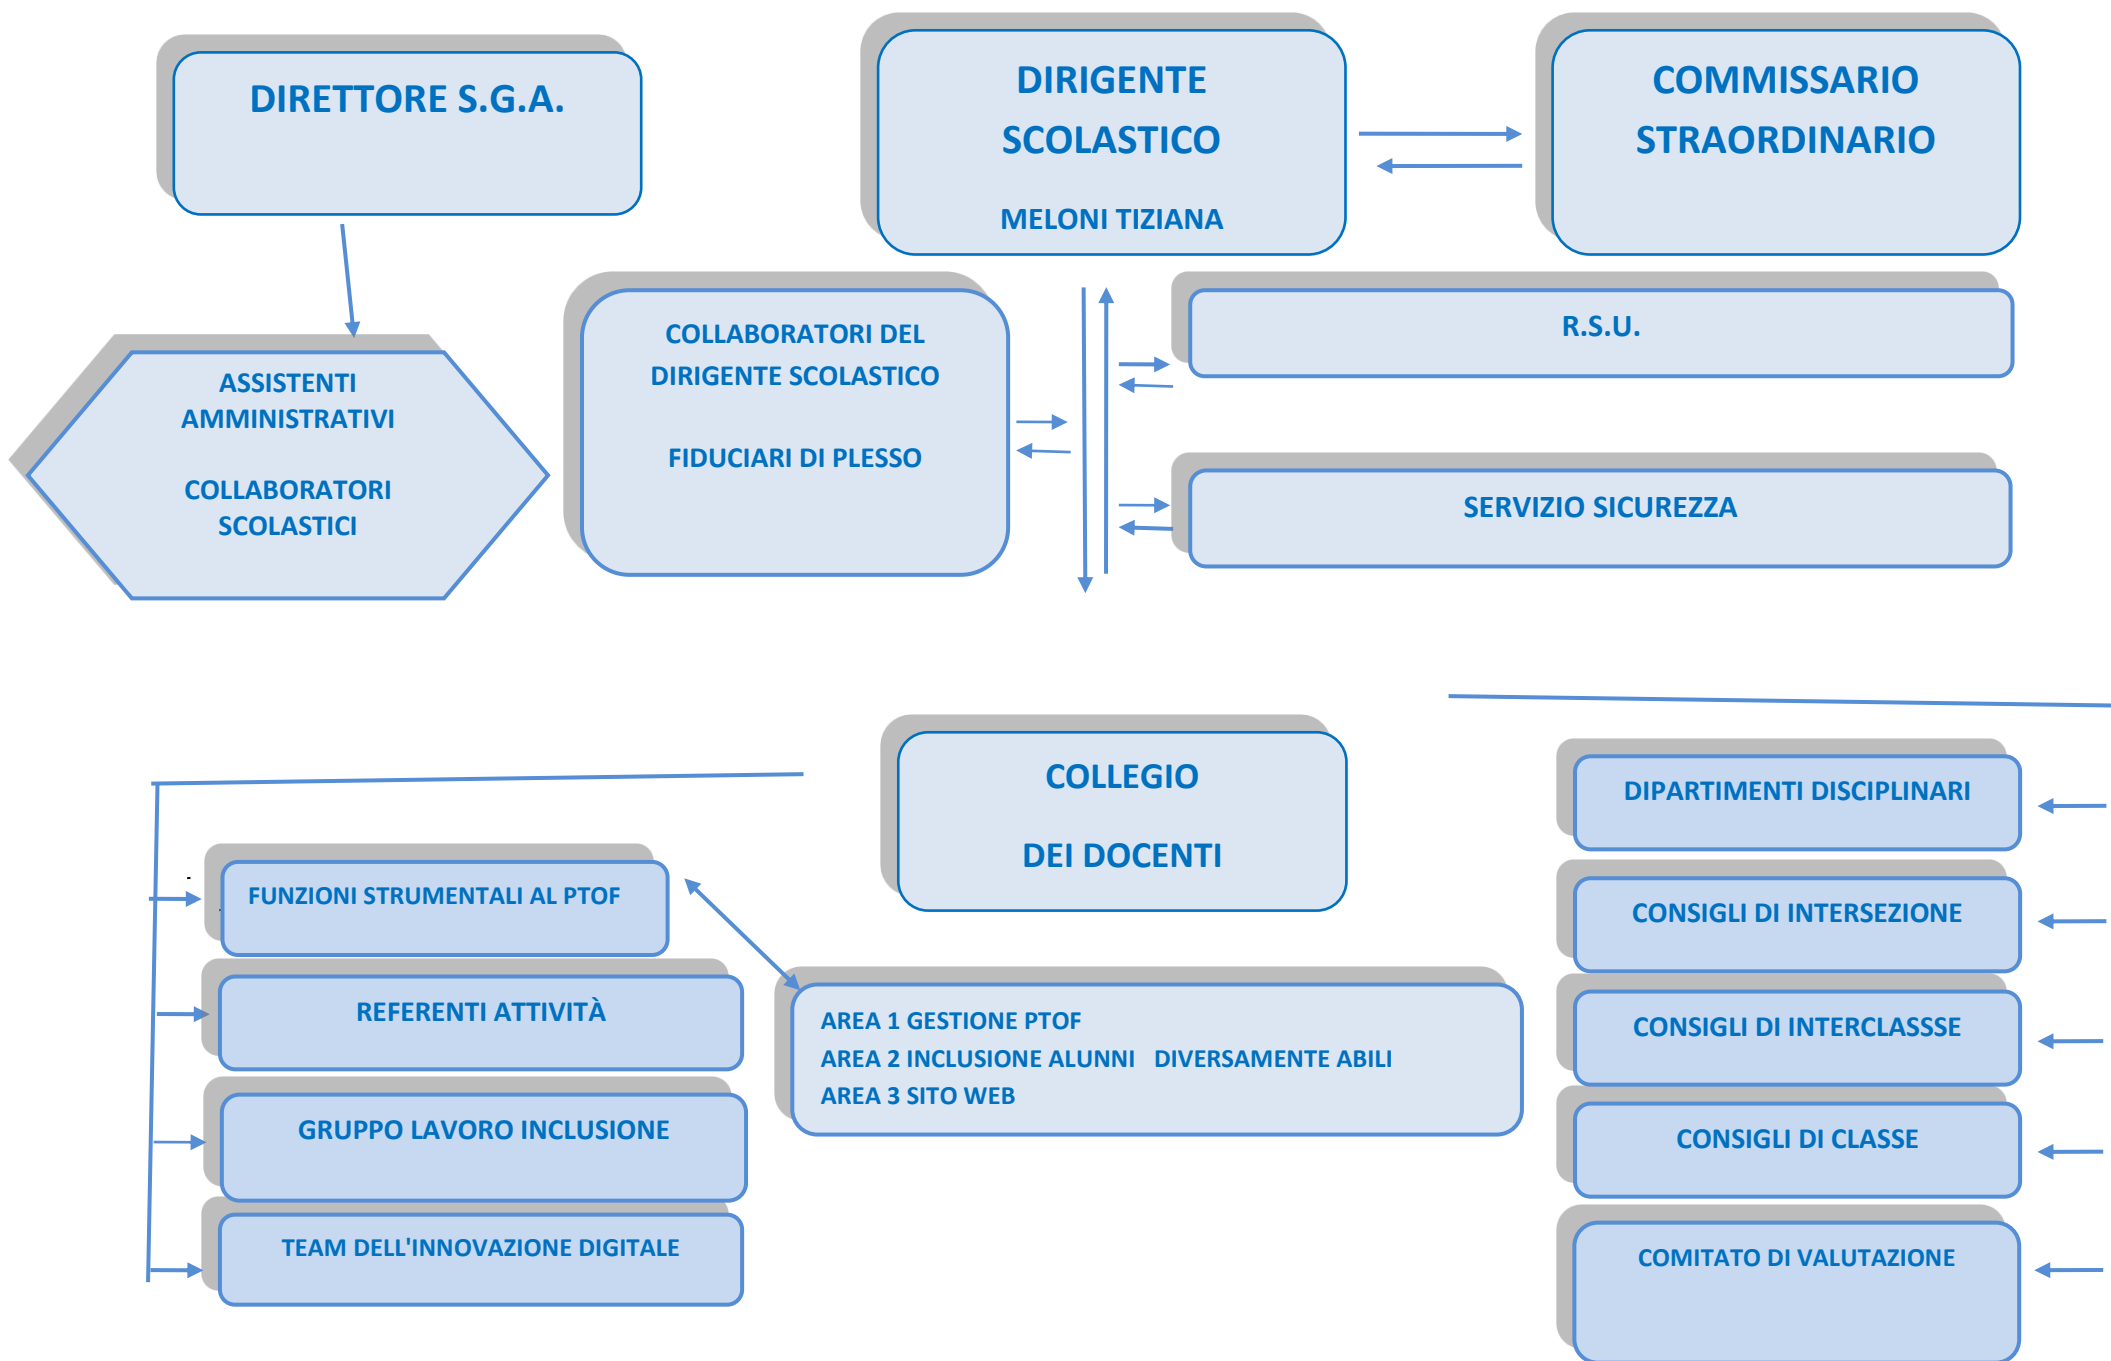 DIRETTORE S.G.A.
DIRIGENTE
SCOLASTICO
MELONI TIZIANA
COMMISSARIO
STRAORDINARIO
ASSISTENTI
AMMINISTRATIVI
COLLABORATORI
SCOLASTICI
COLLABORATORI DEL
DIRIGENTE SCOLASTICO
FIDUCIARI DI PLESSO
R.S.U.
SERVIZIO SICUREZZA
COLLEGIO
DEI DOCENTI
FUNZIONI STRUMENTALI AL PTOF
REFERENTI ATTIVITÀ
GRUPPO LAVORO INCLUSIONE
TEAM DELL'INNOVAZIONE DIGITALE
AREA 1 GESTIONE PTOF
AREA 2 INCLUSIONE ALUNNI   DIVERSAMENTE ABILI
AREA 3 SITO WEB
DIPARTIMENTI DISCIPLINARI
CONSIGLI DI INTERSEZIONE
CONSIGLI DI INTERCLASSSE
CONSIGLI DI CLASSE
COMITATO DI VALUTAZIONE